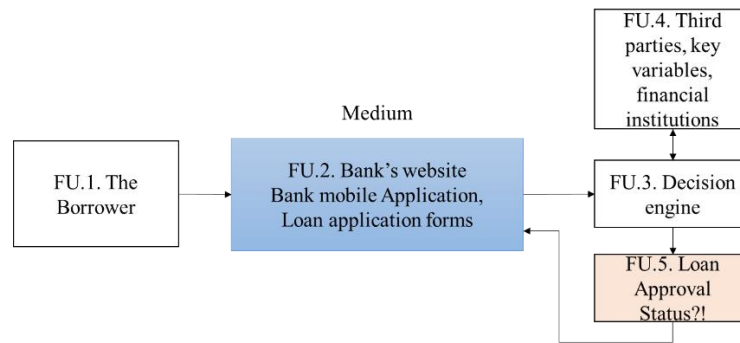 FU.4. Third
parties, key
variables,
financial
institutions
Medium
FU.1. The
Borrower
FU.2. Bank's website
Bank mobile Application,
Loan application forms
FU.3. Decision
engine
FU.5. Loan
Approval
Status?!